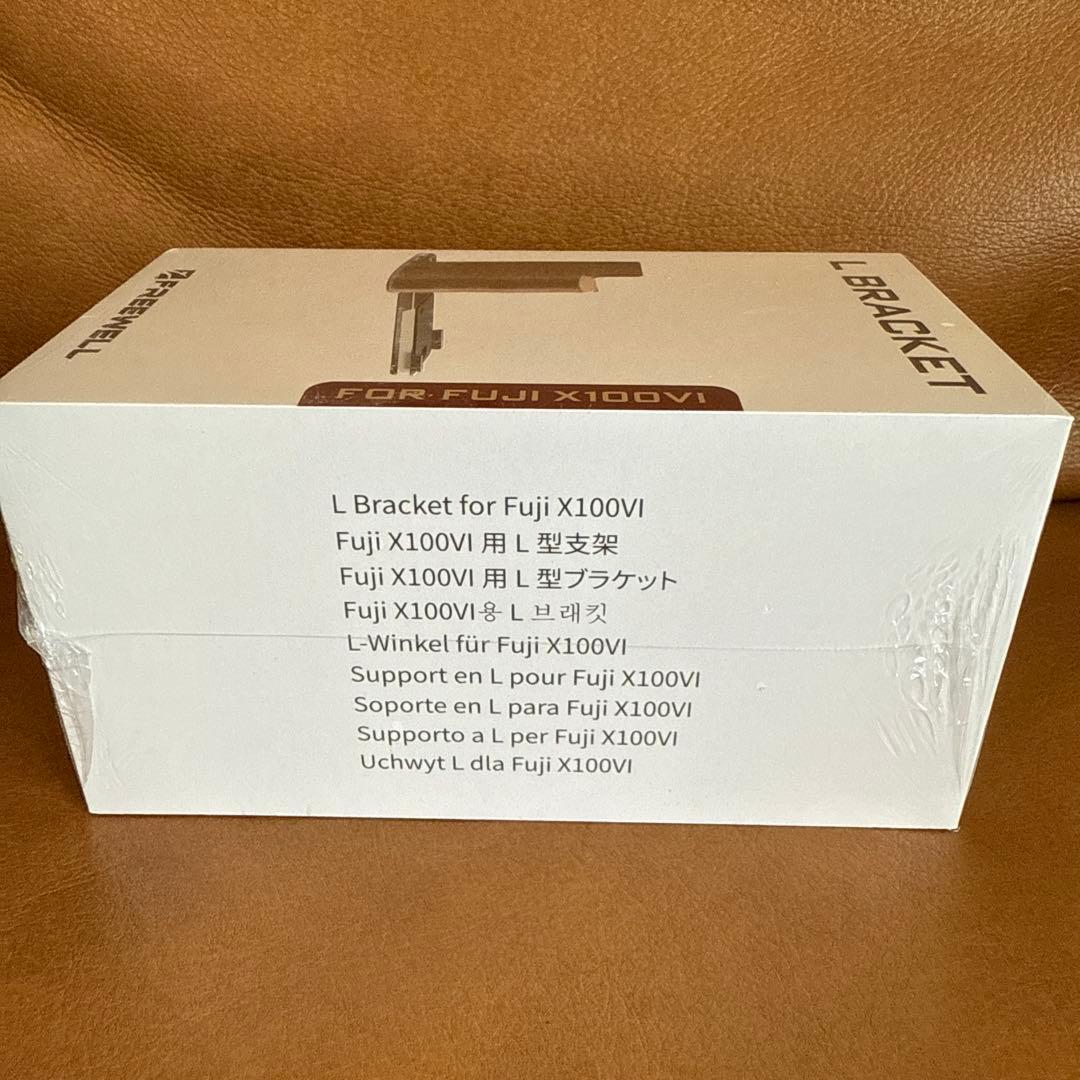 FREEWELL
L BRACKET
FOR FUJI X100VI
L Bracket for Fuji X100VI
Fuji X100VI 用 L 型支架
Fuji X100VI 用 L 型ブラケット
Fuji X100VI용 L 브래킷
L-Winkel für Fuji X100VI
Support en L pour Fuji X100VI
Soporte en L para Fuji X100VI
Supporto a L per Fuji X100VI
Uchwyt L dla Fuji X100VI